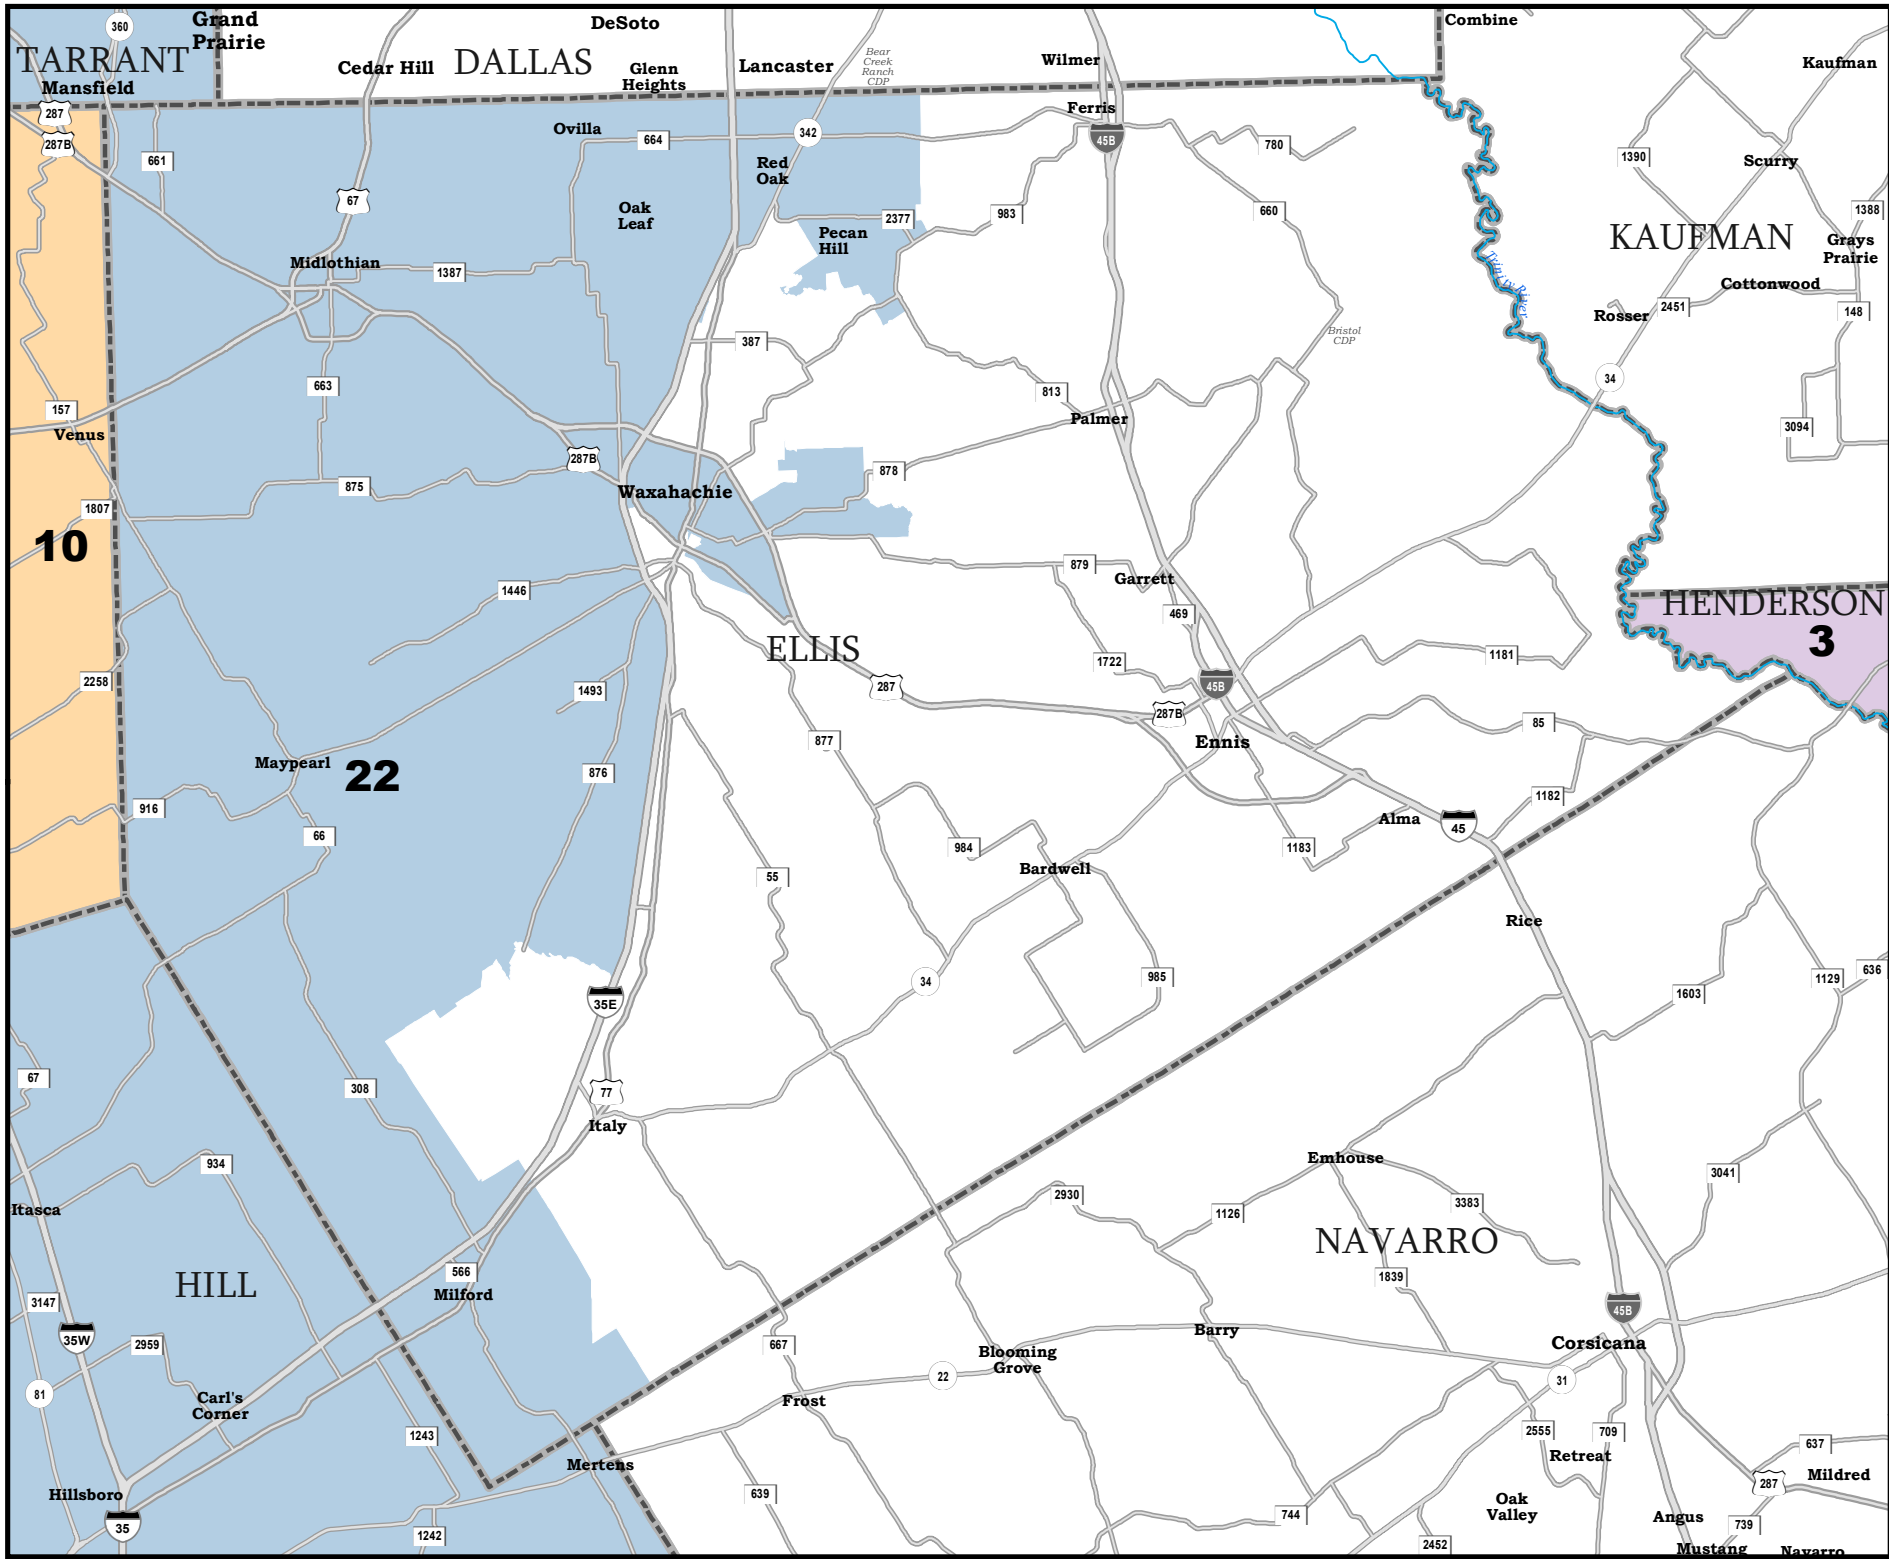 360
Grand
Prairie
DeSoto
Combine
TARRANT
Cedar Hill
DALLAS
Glenn
Heights
Lancaster
Bear
Creek
Ranch
CDP
Wilmer
Kaufman
Mansfield
287
287B
Ferris
45B
Ovilla
664
342
780
661
Red
Oak
1390
Scurry
67
Oak
Leaf
2377
983
660
1388
Pecan
Hill
KAUFMAN
Grays
Prairie
Midlothian
1387
Trinity River
Cottonwood
2451
Rosser
148
387
Bristol
CDP
663
813
34
157
Venus
Palmer
3094
287B
878
875
Waxahachie
1807
10
879
Garrett
1446
469
HENDERSON
3
ELLIS
1722
1181
2258
1493
287
45B
287B
85
877
Ennis
Maypearl
22
876
916
66
1182
Alma
45
984
1183
55
Bardwell
Rice
34
985
1129
636
1603
35E
67
308
77
Italy
934
Emhouse
3041
Itasca
2930
1126
3383
NAVARRO
HILL
566
Milford
1839
3147
35W
2959
45B
667
Barry
Corsicana
Blooming
Grove
22
31
81
Carl's
Corner
Frost
1243
2555
709
637
Mertens
Retreat
Mildred
287
Hillsboro
639
Oak
Valley
744
Angus
739
35
1242
2452
Mustang
Navarro